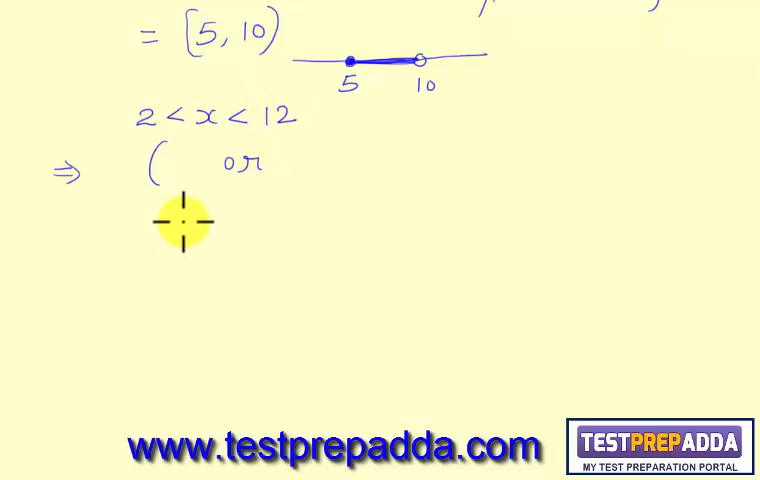 = [5, 10)
5 10
2 < x < 12
⇒ ( or
www.testprepadda.com
TESTPREPADDA
MY TEST PREPARATION PORTAL